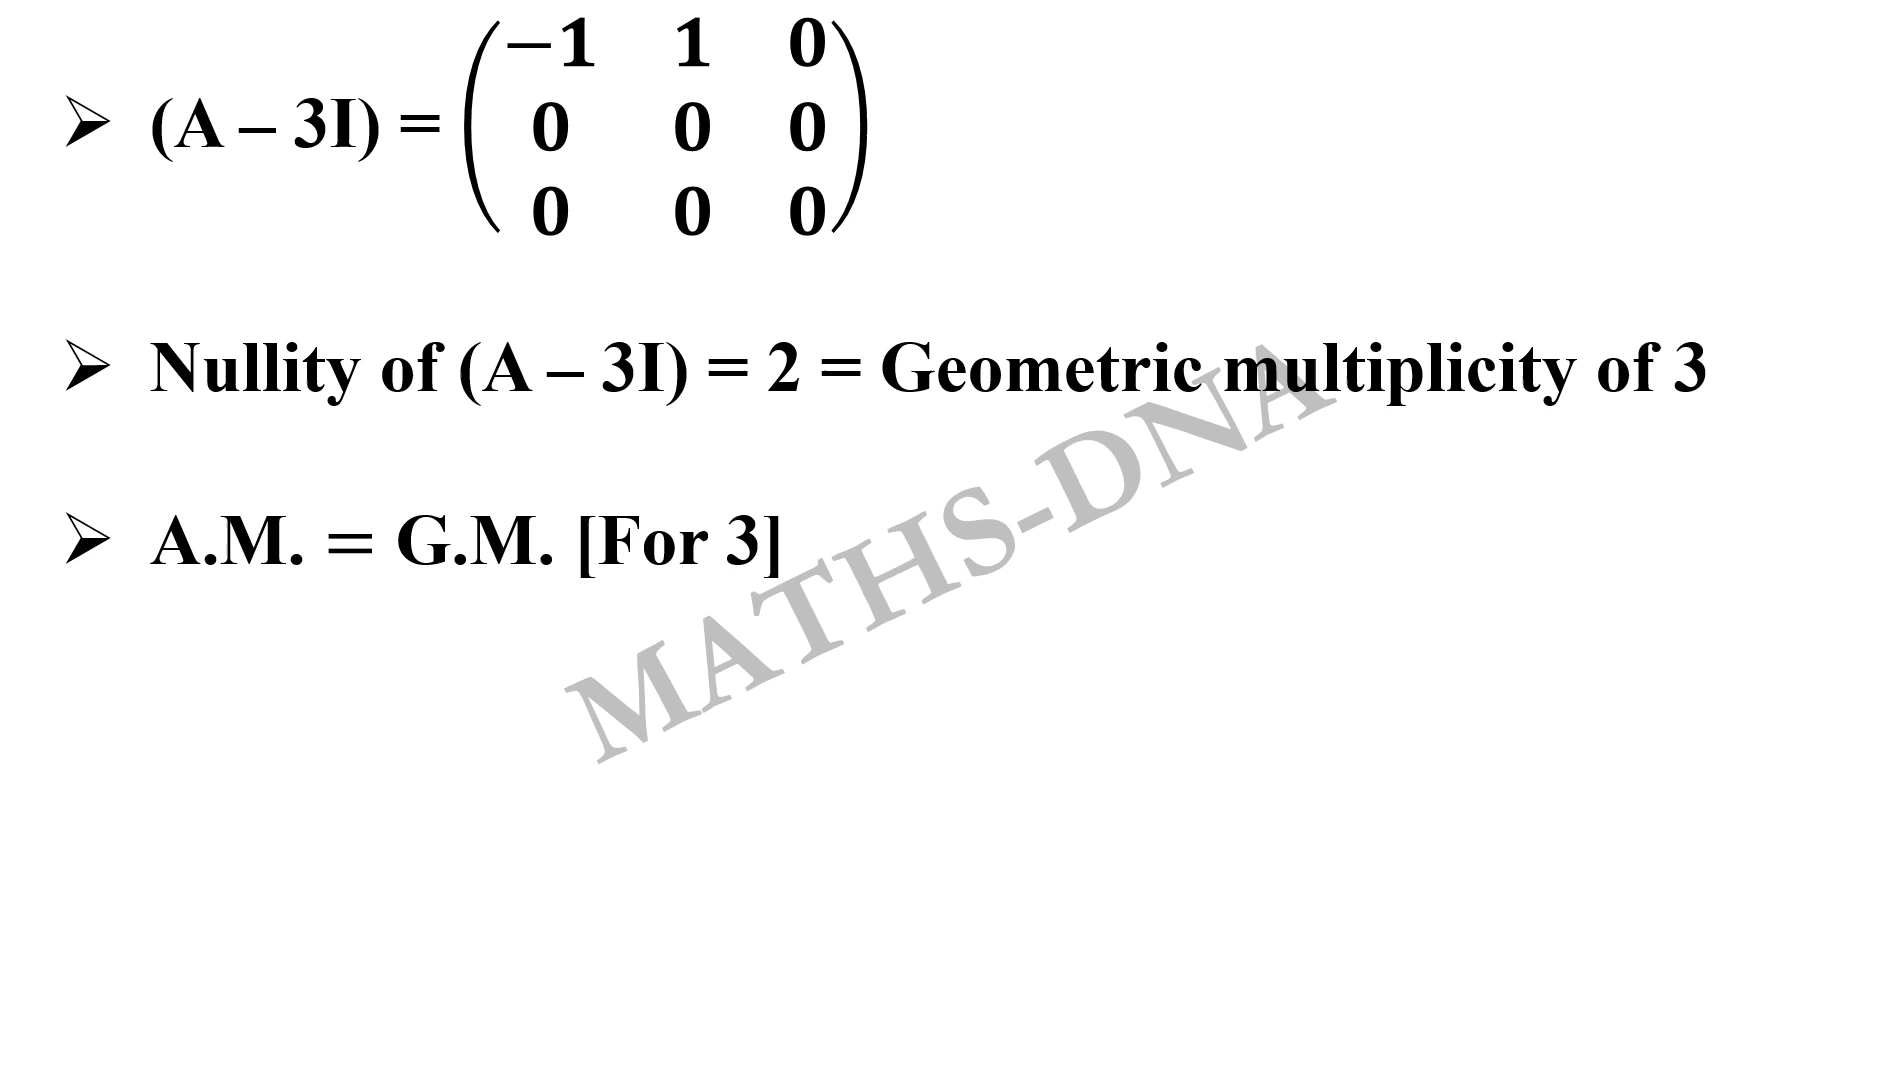 ➢ (A – 3I) = 
−1 1 0
0 0 0
0 0 0
➢ Nullity of (A – 3I) = 2 = Geometric multiplicity of 3
➢ A.M. = G.M. [For 3]
MATHS-DNA